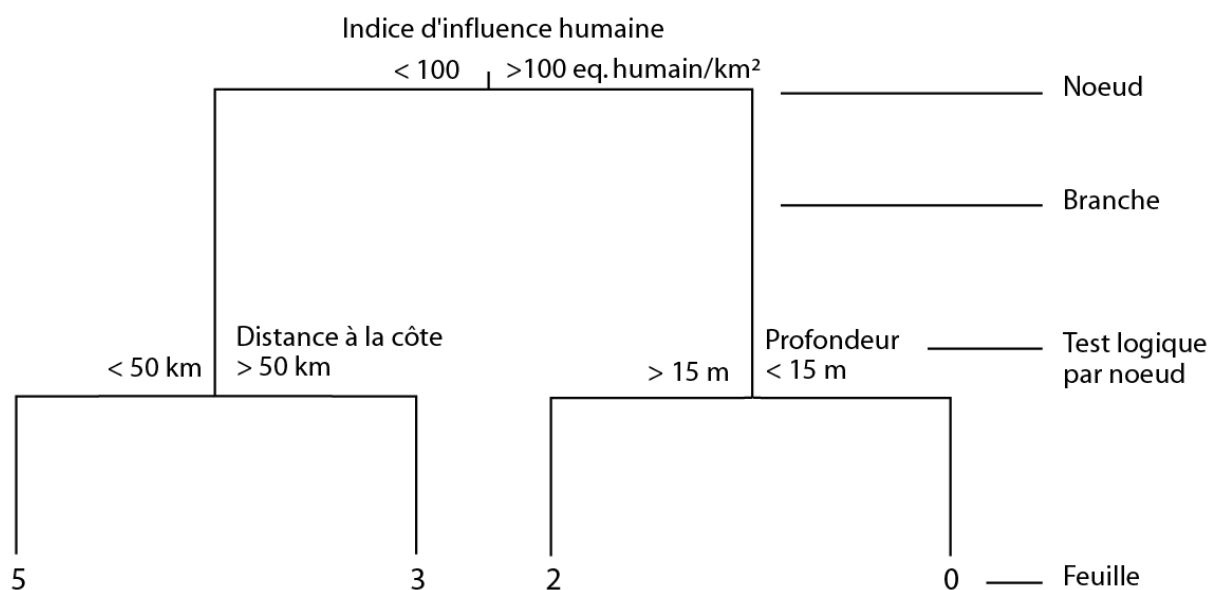 Indice d'influence humaine
< 100 >100 eq. humain/km²
Noeud
Branche
Distance à la côte
< 50 km > 50 km
Profondeur
> 15 m < 15 m
Test logique
par noeud
5 3 2 0
Feuille